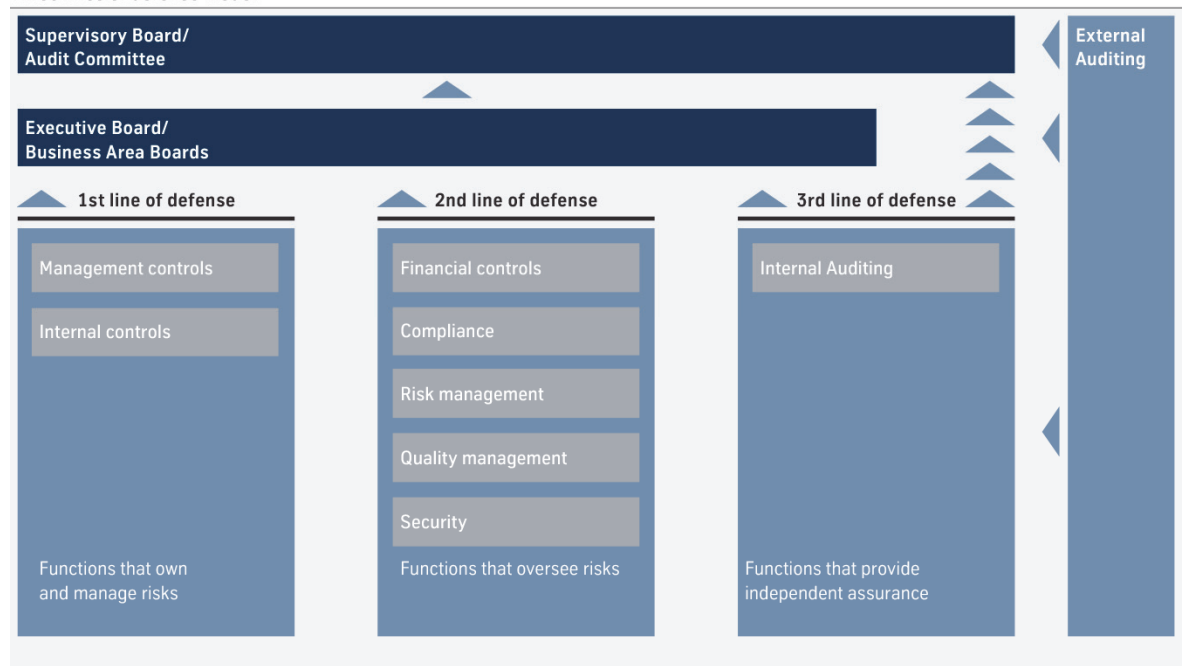 Supervisory Board/
Audit Committee
External
Auditing
Executive Board/
Business Area Boards
1st line of defense
2nd line of defense
3rd line of defense
Management controls
Internal controls
Functions that own
and manage risks
Financial controls
Compliance
Risk management
Quality management
Security
Functions that oversee risks
Internal Auditing
Functions that provide
independent assurance